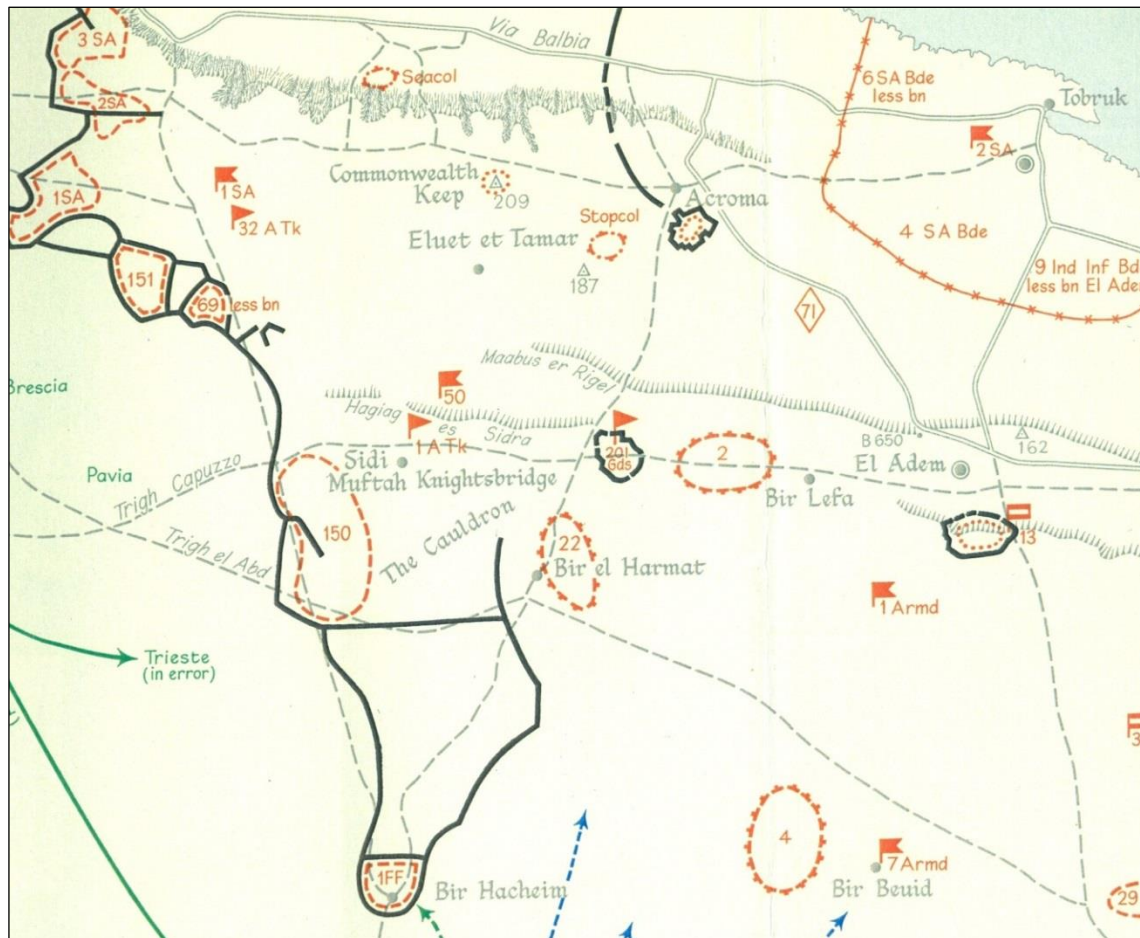 3 SA
Via Balbia
Seacol
6 SA Bde
less bn
Tobruk
2SA
2 SA
Commonwealth
Keep
209
1 SA
1SA
Acroma
32 A Tk
Stopcol
4 SA Bde
Eluet et Tamar
187
151
69 less bn
9 Ind Inf Bd
less bn El Adem
71
Maabus er Rigel
Brescia
50
Hagiag es Sidra
1 A Tk
201
Gds
2
B 650
162
El Adem
Sidi
Muftah
Knightsbridge
Pavia
Trigh Capuzzo
Bir Lefa
150
The Cauldron
22
13
Trigh el Abd
Bir el Harmat
1 Armd
Trieste
(in error)
3
4
7 Armd
1FF
Bir Hacheim
Bir Beuid
29